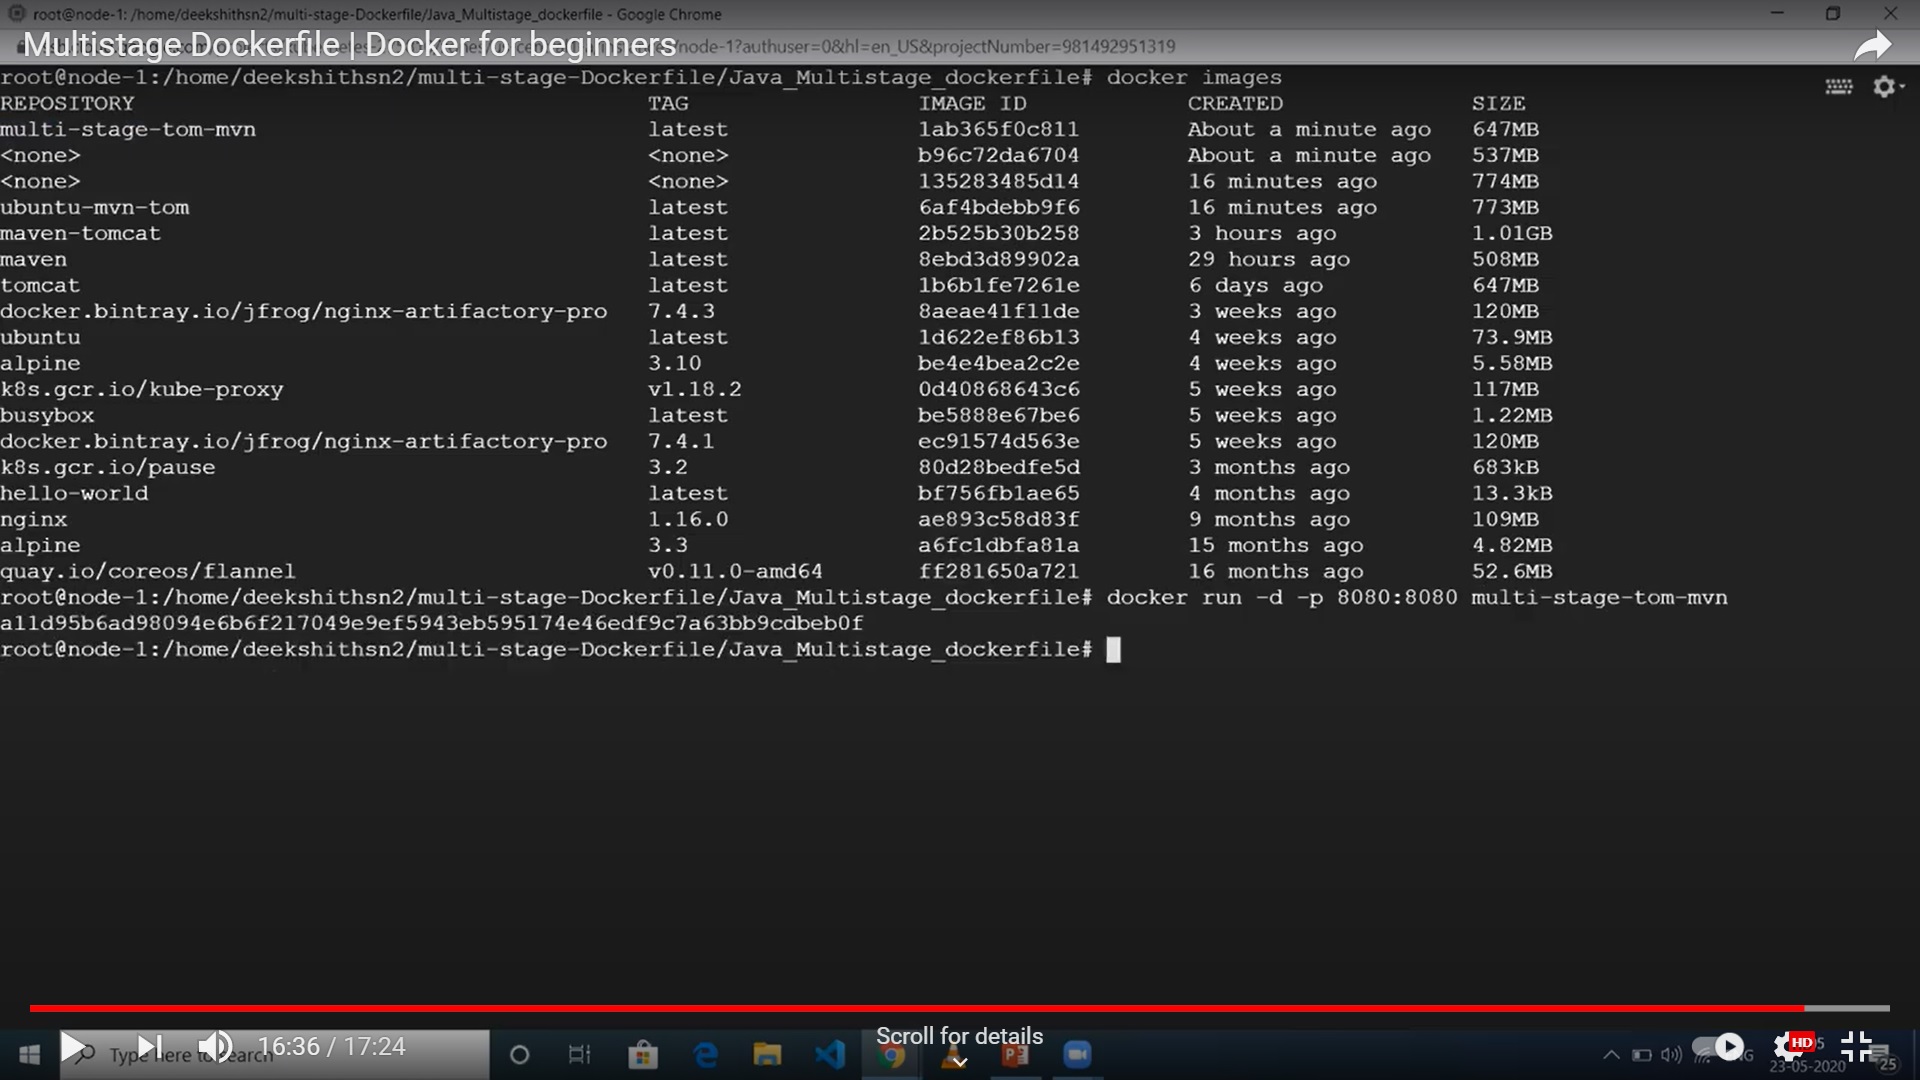 root@node-1: /home/deekshithsn2/multi-stage-Dockerfile/Java_Multistage_dockerfile - Google Chrome
Multistage Dockerfile | Docker for beginners
/node-1?authuser=0&hl=en_US&projectNumber=981492951319
root@node-1:/home/deekshithsn2/multi-stage-Dockerfile/Java_Multistage_dockerfile# docker images
REPOSITORY TAG IMAGE ID CREATED SIZE
multi-stage-tom-mvn latest 1ab365f0c811 About a minute ago 647MB
<none> <none> b96c72da6704 About a minute ago 537MB
<none> <none> 135283485d14 16 minutes ago 774MB
ubuntu-mvn-tom latest 6af4bdebb9f6 16 minutes ago 773MB
maven-tomcat latest 2b525b30b258 3 hours ago 1.01GB
maven latest 8ebd3d89902a 29 hours ago 508MB
tomcat latest 1b6b1fe7261e 6 days ago 647MB
docker.bintray.io/jfrog/nginx-artifactory-pro 7.4.3 8aeae41f11de 3 weeks ago 120MB
ubuntu latest 1d622ef86b13 4 weeks ago 73.9MB
alpine 3.10 be4e4bea2c2e 4 weeks ago 5.58MB
k8s.gcr.io/kube-proxy v1.18.2 0d40868643c6 5 weeks ago 117MB
busybox latest be5888e67be6 5 weeks ago 1.22MB
docker.bintray.io/jfrog/nginx-artifactory-pro 7.4.1 ec91574d563e 5 weeks ago 120MB
k8s.gcr.io/pause 3.2 80d28bedfe5d 3 months ago 683kB
hello-world latest bf756fb1ae65 4 months ago 13.3kB
nginx 1.16.0 ae893c58d83f 9 months ago 109MB
alpine 3.3 a6fc1dbfa81a 15 months ago 4.82MB
quay.io/coreos/flannel v0.11.0-amd64 ff281650a721 16 months ago 52.6MB
root@node-1:/home/deekshithsn2/multi-stage-Dockerfile/Java_Multistage_dockerfile# docker run -d -p 8080:8080 multi-stage-tom-mvn
a11d95b6ad98094e6b6f217049e9ef5943eb595174e46edf9c7a63bb9cdbeb0f
root@node-1:/home/deekshithsn2/multi-stage-Dockerfile/Java_Multistage_dockerfile#
Scroll for details
Type here to search
16:36 / 17:24
HD
23-05-2020
25